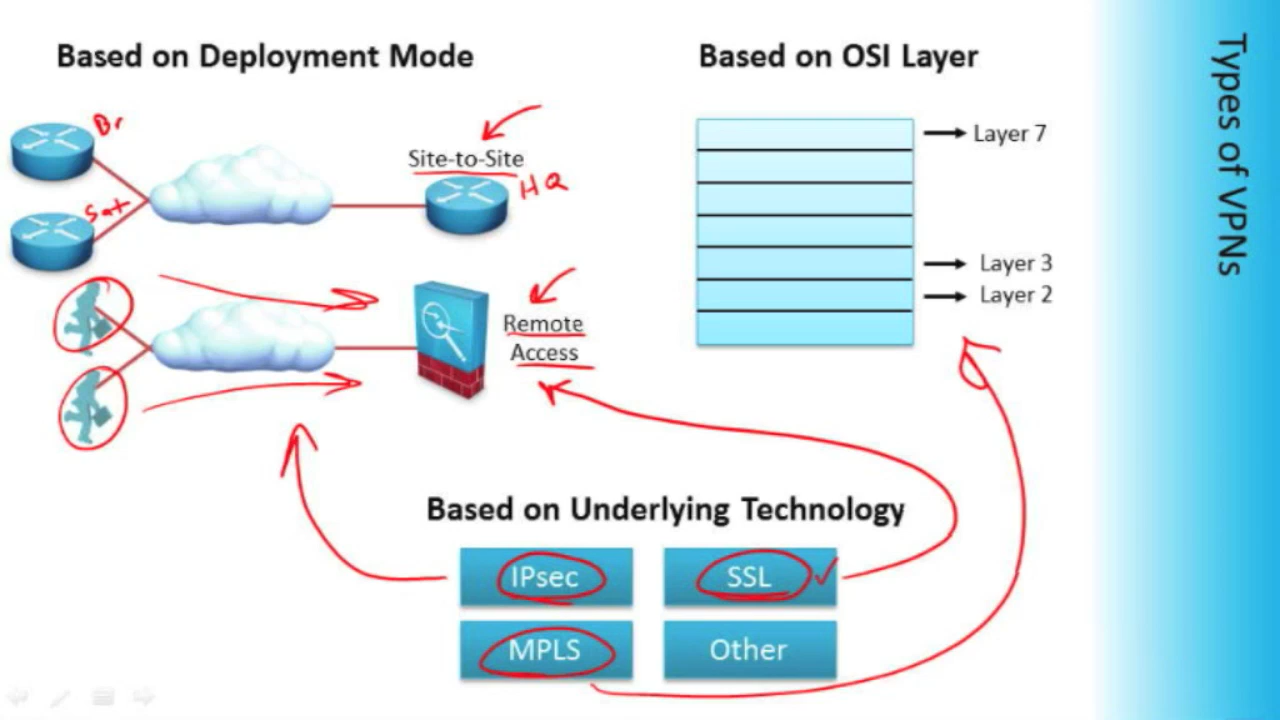 Based on Deployment Mode
Br
Site-to-Site
HQ
Sat
Remote
Access
Based on OSI Layer
Layer 7
Layer 3
Layer 2
Based on Underlying Technology
IPsec
SSL
MPLS
Other
Types of VPNs